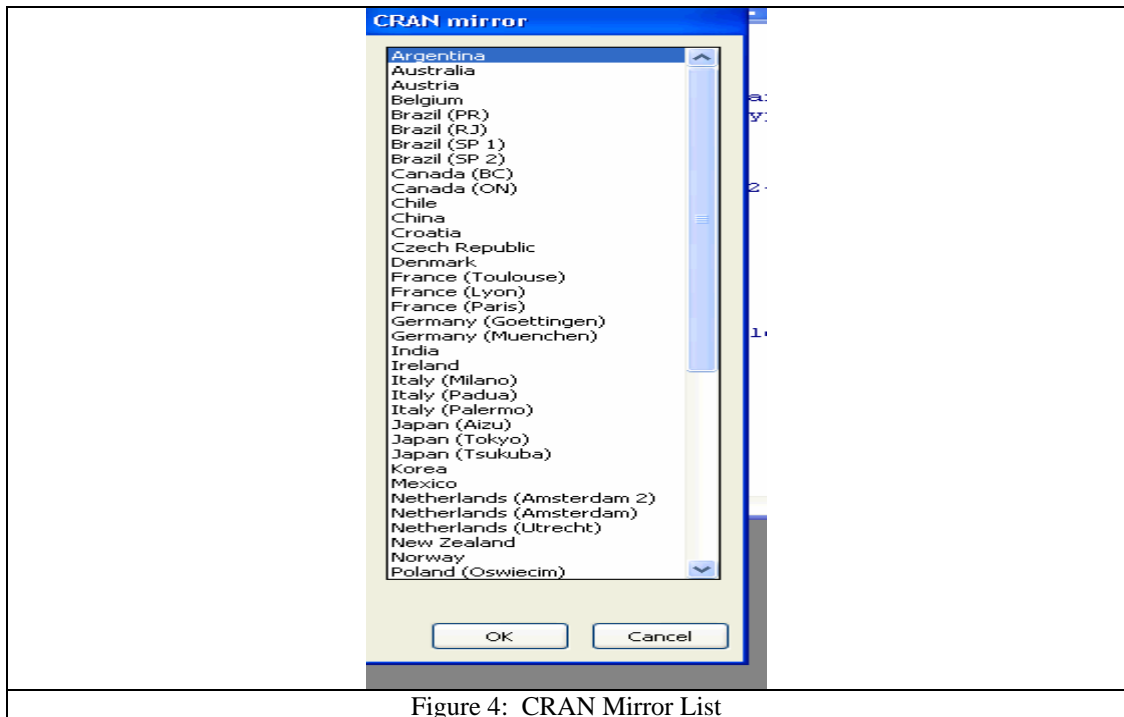 CRAN mirror
Argentina
Australia
Austria
Belgium
Brazil (PR)
Brazil (RJ)
Brazil (SP 1)
Brazil (SP 2)
Canada (BC)
Canada (ON)
Chile
China
Croatia
Czech Republic
Denmark
France (Toulouse)
France (Lyon)
France (Paris)
Germany (Goettingen)
Germany (Muenchen)
India
Ireland
Italy (Milano)
Italy (Padua)
Italy (Palermo)
Japan (Aizu)
Japan (Tokyo)
Japan (Tsukuba)
Korea
Mexico
Netherlands (Amsterdam 2)
Netherlands (Amsterdam)
Netherlands (Utrecht)
New Zealand
Norway
Poland (Oswiecim)
OK Cancel
Figure 4: CRAN Mirror List